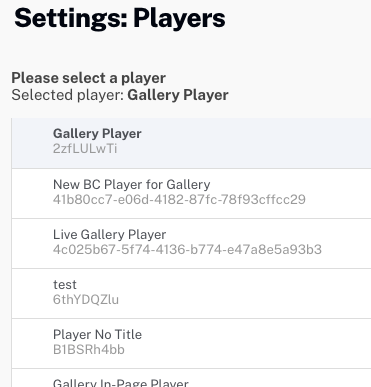 Settings: Players
Please select a player
Selected player: Gallery Player
Gallery Player
2zfLULwTi
New BC Player for Gallery
41b80cc7-e06d-4182-87fc-78f93cffcc29
Live Gallery Player
4c025b67-5f74-4136-b774-e47a8e5a93b3
test
6thYDQZlu
Player No Title
B1BSRh4bb
Gallery In-Page Player